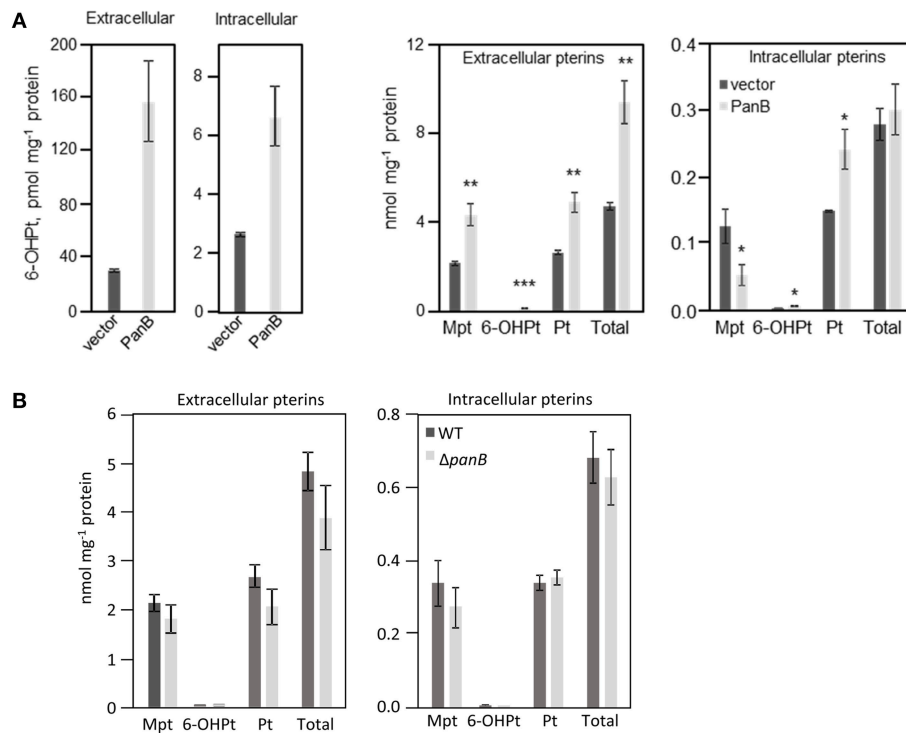 A
Extracellular
Intracellular
6-OHPt, pmol mg⁻¹ protein
200
160
120
80
40
0
8
6
4
2
0
vector
PanB
vector
PanB
Extracellular pterins
nmol mg⁻¹ protein
12
9
6
4
0
**
***
**
**
Mpt 6-OHPt Pt Total
Intracellular pterins
vector
PanB
0.4
0.3
0.2
0.1
0.0
*
*
*
Mpt 6-OHPt Pt Total
B
Extracellular pterins
nmol mg⁻¹ protein
6
5
4
3
2
1
0
Mpt 6-OHPt Pt Total
Intracellular pterins
WT
ΔpanB
0.8
0.6
0.4
0.2
0.0
Mpt 6-OHPt Pt Total